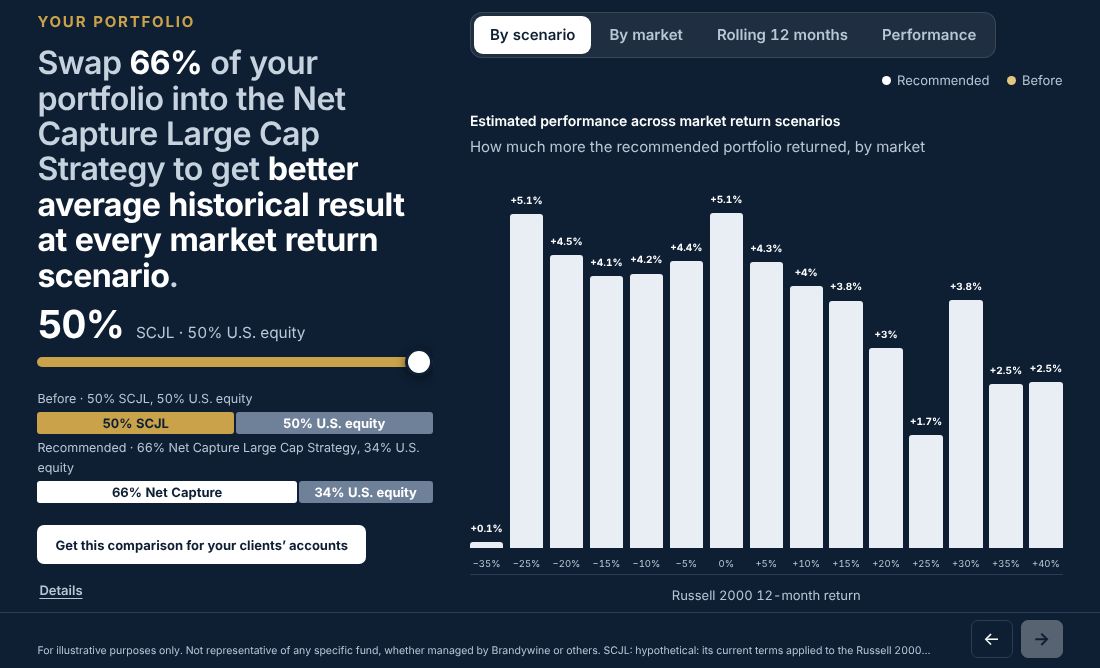 YOUR PORTFOLIO
Swap 66% of your
portfolio into the Net
Capture Large Cap
Strategy to get better
average historical result
at every market return
scenario.
50% SCJL · 50% U.S. equity
Before · 50% SCJL, 50% U.S. equity
50% SCJL 50% U.S. equity
Recommended · 66% Net Capture Large Cap Strategy, 34% U.S.
equity
66% Net Capture 34% U.S. equity
Get this comparison for your clients’ accounts
Details
By scenario By market Rolling 12 months Performance
Recommended Before
Estimated performance across market return scenarios
How much more the recommended portfolio returned, by market
+0.1% +5.1% +4.5% +4.1% +4.2% +4.4% +5.1% +4.3% +4% +3.8% +3% +1.7% +3.8% +2.5% +2.5%
−35% −25% −20% −15% −10% −5% 0% +5% +10% +15% +20% +25% +30% +35% +40%
Russell 2000 12-month return
For illustrative purposes only. Not representative of any specific fund, whether managed by Brandywine or others. SCJL: hypothetical: its current terms applied to the Russell 2000…